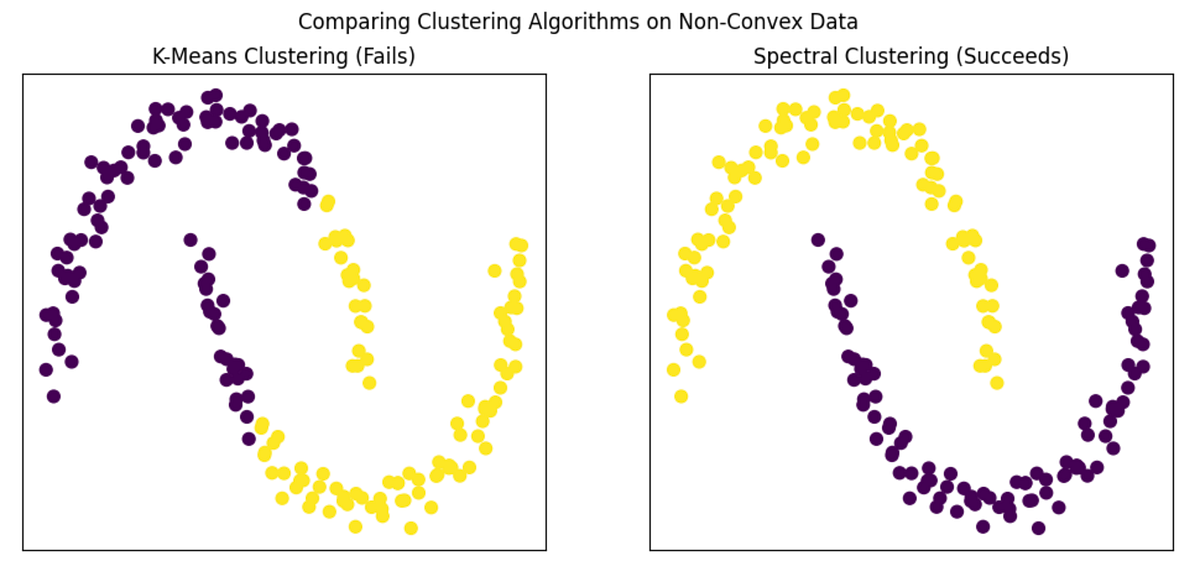 Comparing Clustering Algorithms on Non-Convex Data
K-Means Clustering (Fails)
Spectral Clustering (Succeeds)